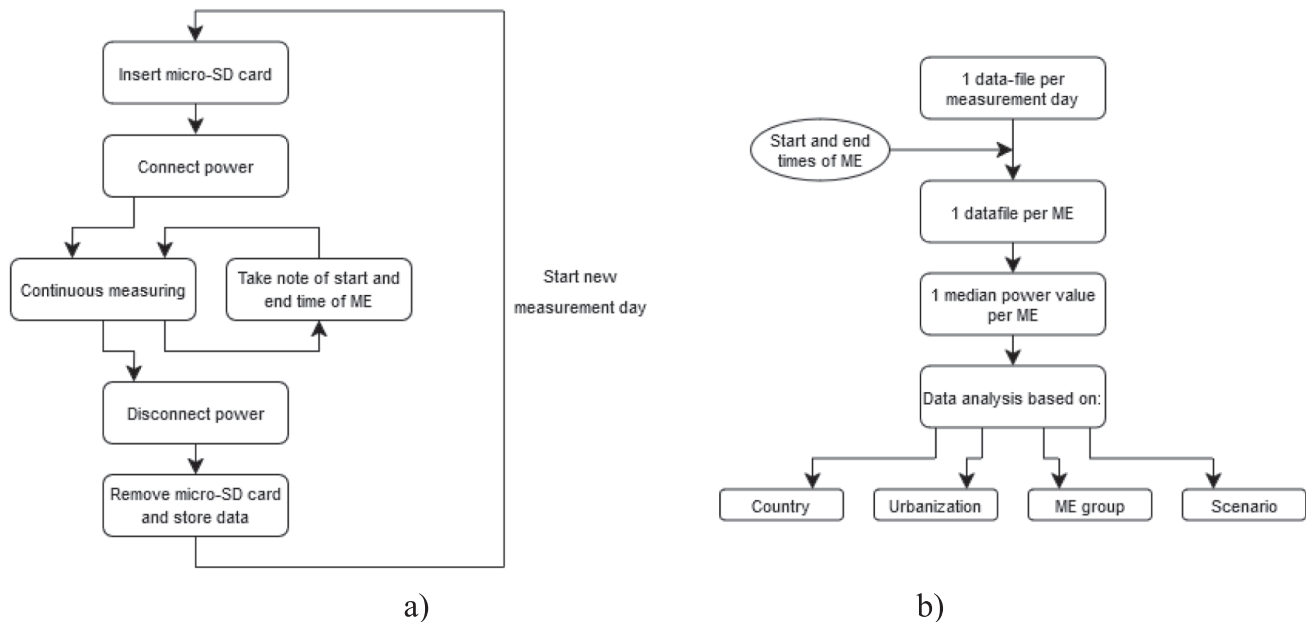 Insert micro-SD card
Connect power
Continuous measuring
Take note of start and
end time of ME
Start new
measurement day
Disconnect power
Remove micro-SD card
and store data
a)
1 data-file per
measurement day
Start and end
times of ME
1 datafile per ME
1 median power value
per ME
Data analysis based on:
Country
Urbanization
ME group
Scenario
b)